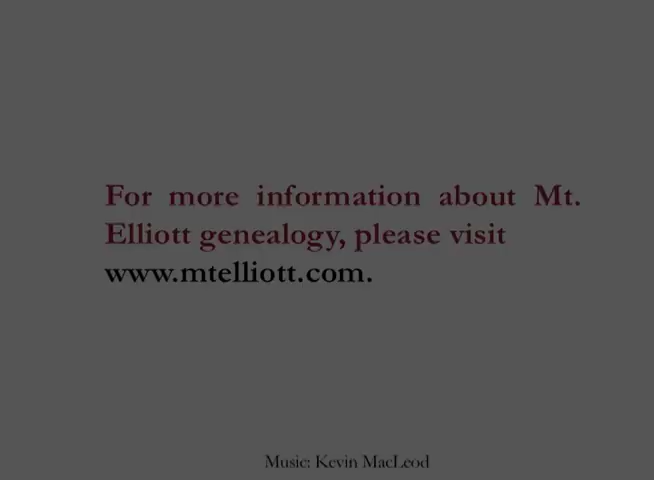 For more information about Mt.
Elliott genealogy, please visit
www.mtelliott.com.
Music: Kevin MacLeod